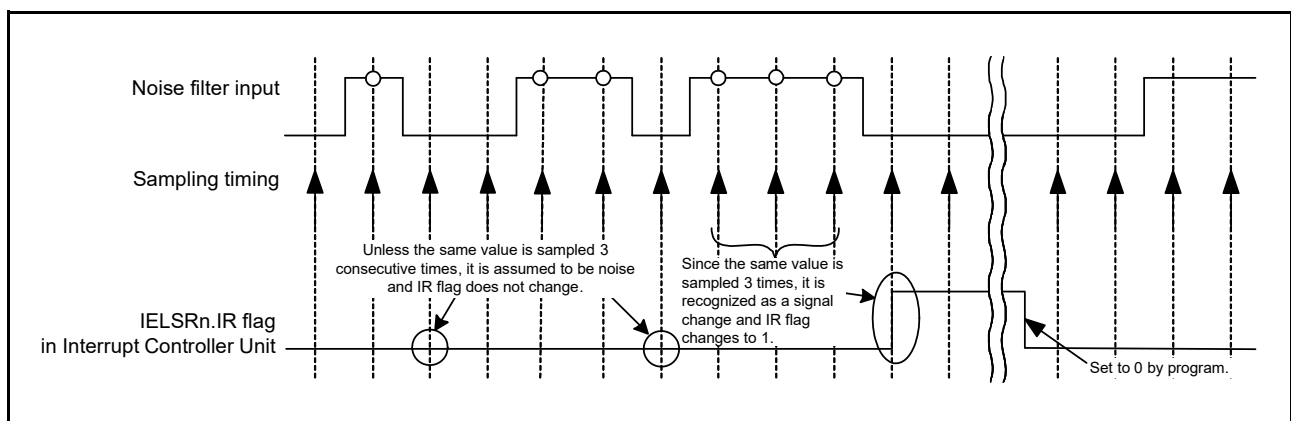 Noise filter input
Sampling timing
Unless the same value is sampled 3
consecutive times, it is assumed to be noise
and IR flag does not change.
Since the same value is
sampled 3 times, it is
recognized as a signal
change and IR flag
changes to 1.
IELSRn.IR flag
in Interrupt Controller Unit
Set to 0 by program.